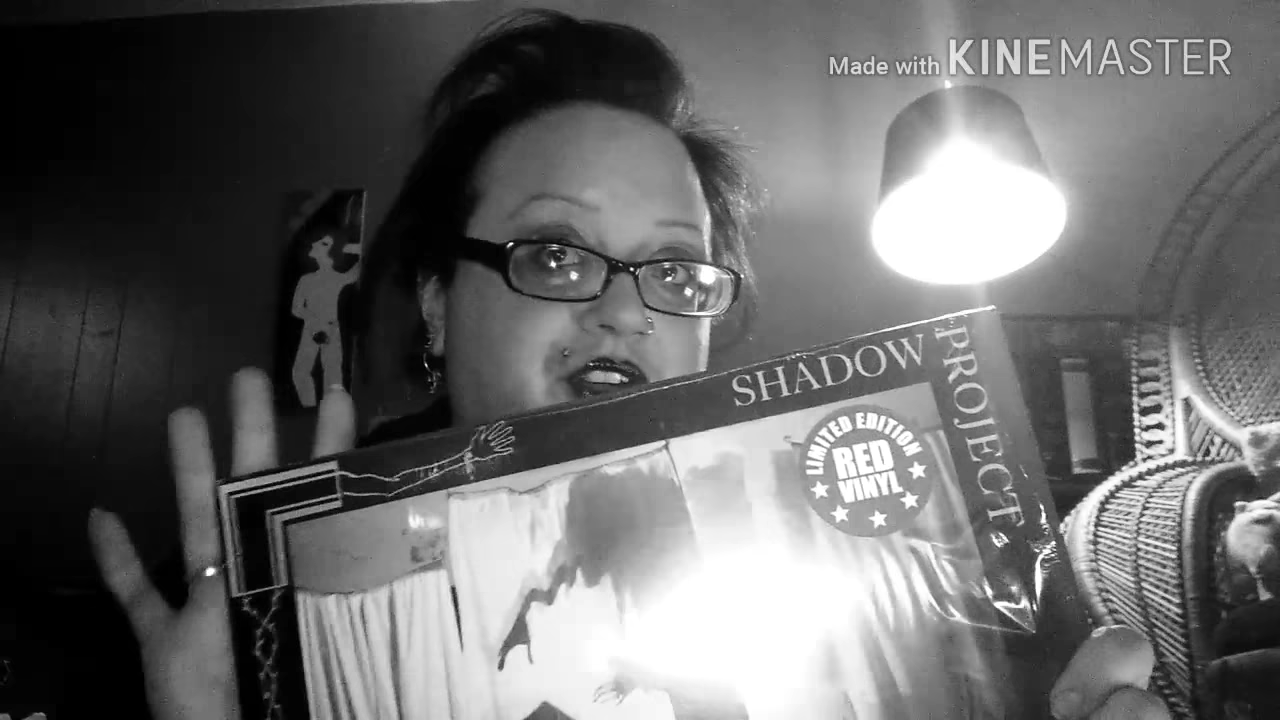 Made with KINEMASTER
SHADOW
PROJECT
LIMITED EDITION
RED
VINYL